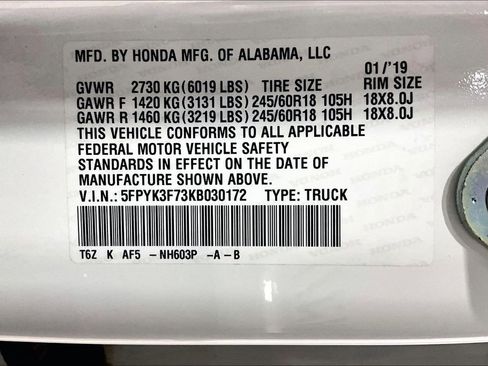 MFD. BY HONDA MFG. OF ALABAMA, LLC
01/'19
GVWR 2730 KG(6019 LBS) TIRE SIZE RIM SIZE
GAWR F 1420 KG(3131 LBS)245/60R18 105H 18X8.0J
GAWR R 1460 KG(3219 LBS)245/60R18 105H 18X8.0J
THIS VEHICLE CONFORMS TO ALL APPLICABLE
FEDERAL MOTOR VEHICLE SAFETY
STANDARDS IN EFFECT ON THE DATE OF
MANUFACTURE SHOWN ABOVE.
V.I.N.: 5FPYK3F73KB030172 TYPE: TRUCK
T6Z K AF5 -NH603P -A-B